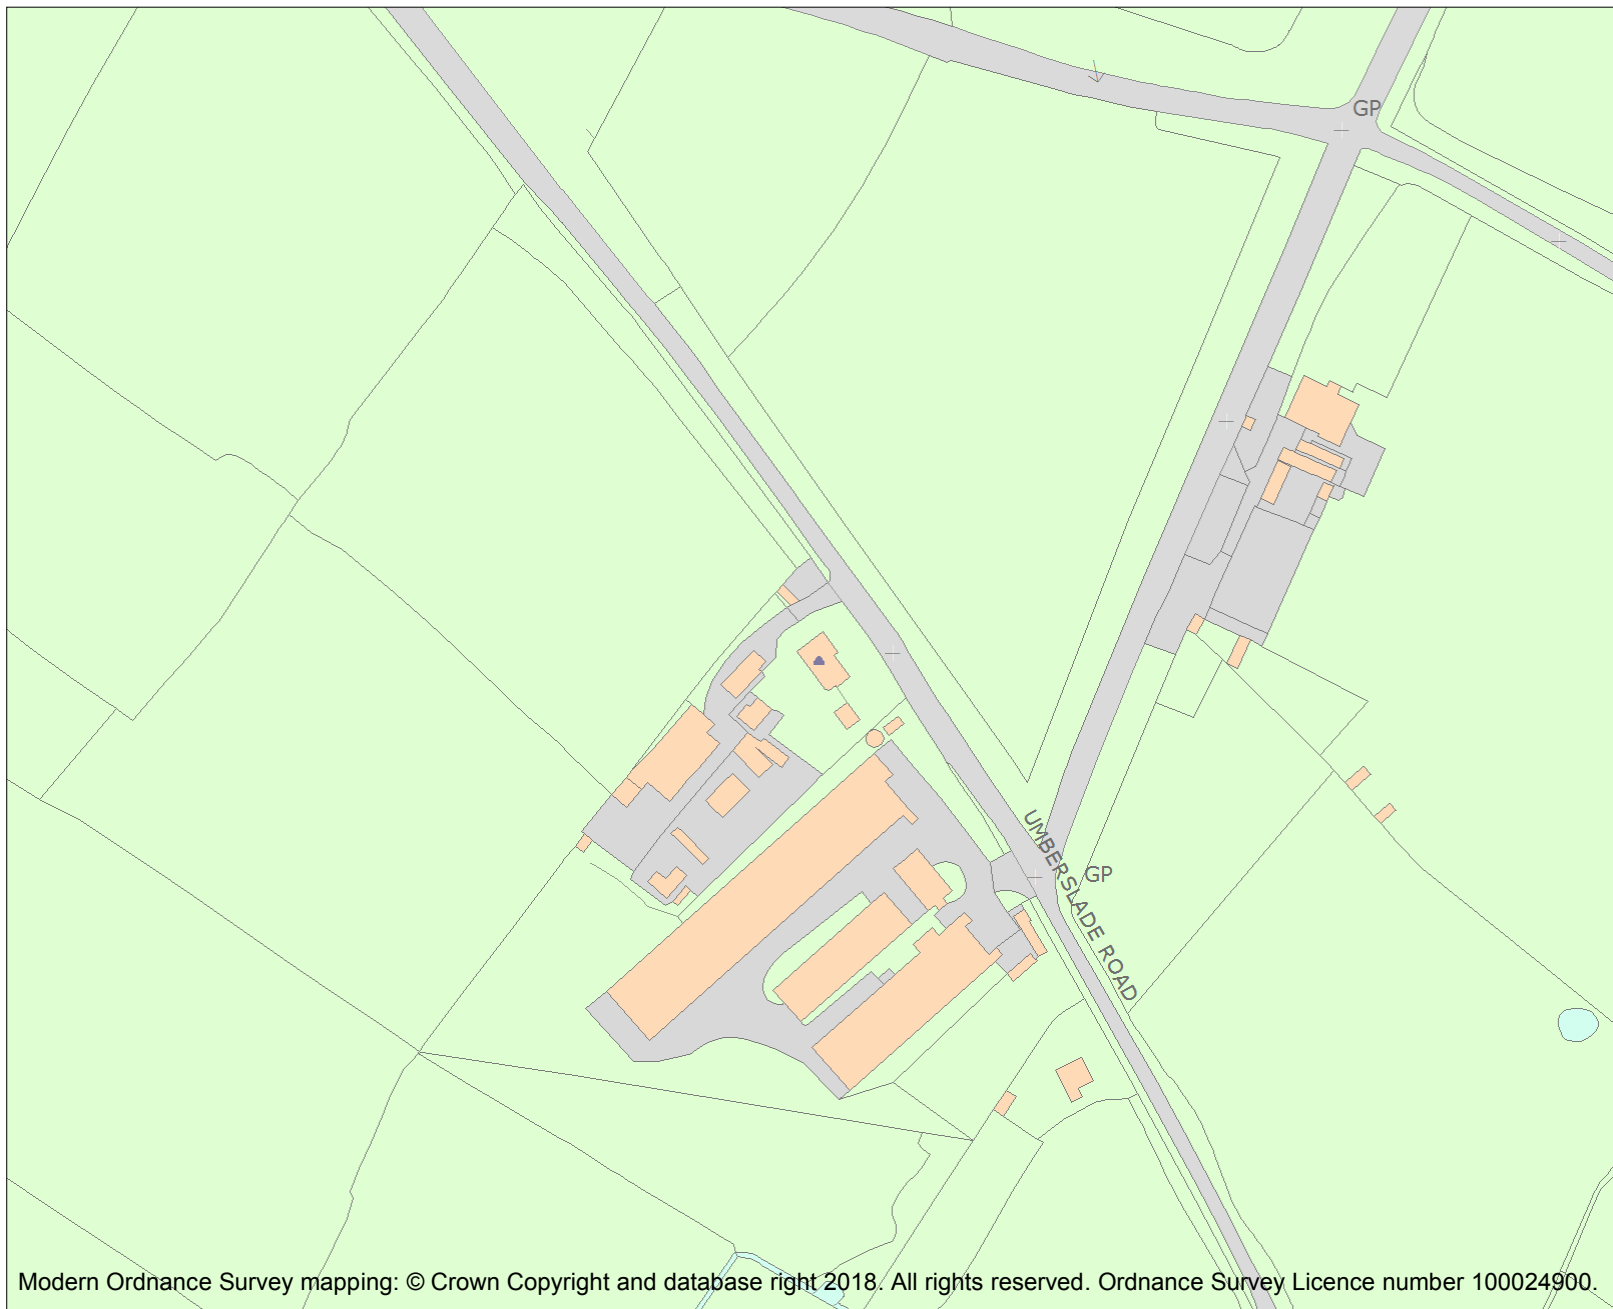 GP
UMBERSLADE ROAD
GP
Modern Ordnance Survey mapping: © Crown Copyright and database right 2018. All rights reserved. Ordnance Survey Licence number 100024900.